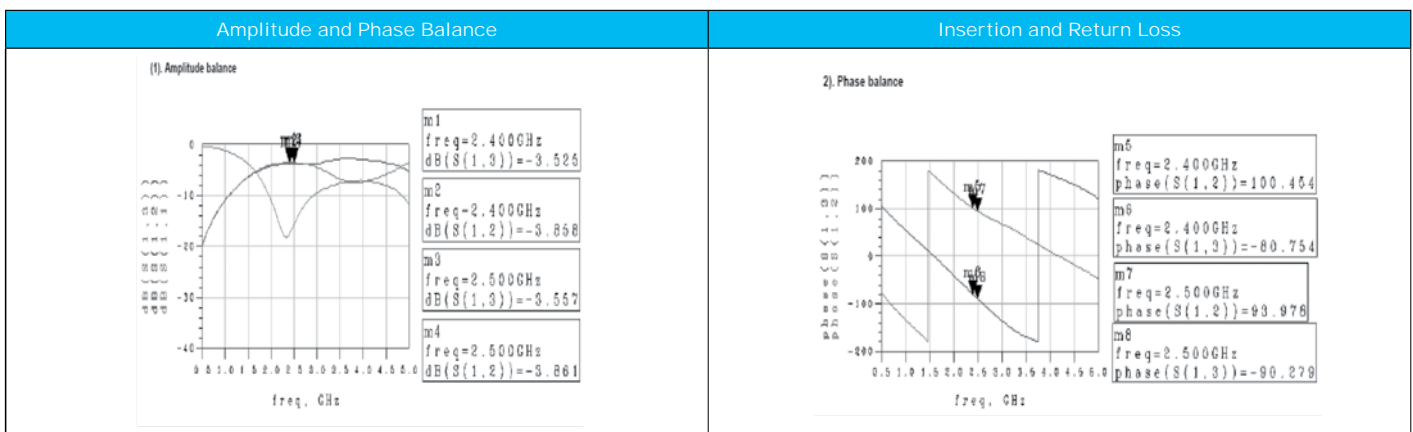 Amplitude and Phase Balance
Insertion and Return Loss
(1). Amplitude balance
m1
freq=2.400GHz
dB(S(1,3))=-3.525
m2
freq=2.400GHz
dB(S(1,2))=-3.858
m3
freq=2.500GHz
dB(S(1,3))=-3.557
m4
freq=2.500GHz
dB(S(1,2))=-3.861
0
-10
-20
-30
-40
freq, GHz
2). Phase balance
m5
freq=2.400GHz
phase(S(1,2))=100.454
m6
freq=2.400GHz
phase(S(1,3))=-80.754
m7
freq=2.500GHz
phase(S(1,2))=93.976
m8
freq=2.500GHz
phase(S(1,3))=-90.279
200
100
0
-100
-200
0.5 1.0 1.5 2.0 2.5 3.0 3.5 4.0 4.5 5.0
freq, GHz